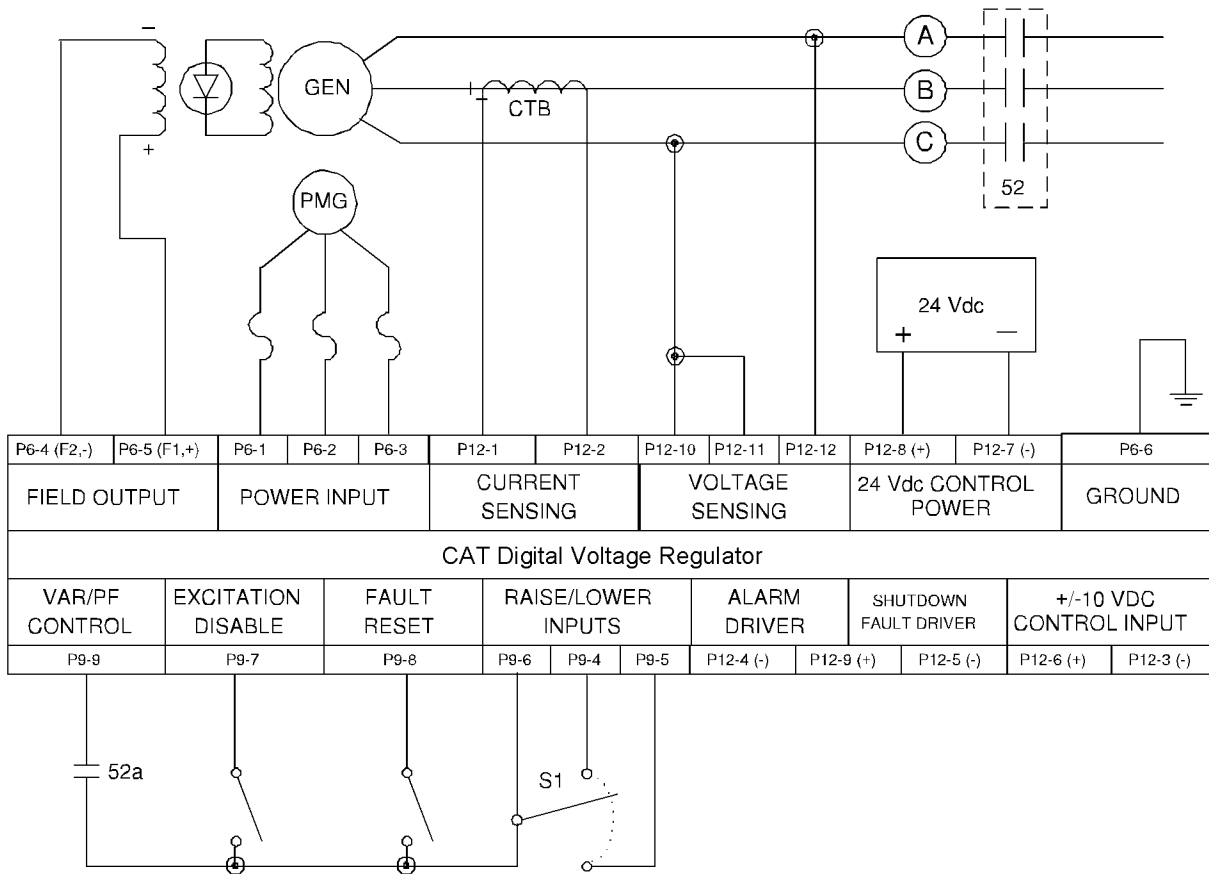 −
+
GEN
+
−
CTB
A
B
C
52
PMG
24 Vdc
+ −
P6-4 (F2,-) P6-5 (F1,+) P6-1 P6-2 P6-3 P12-1 P12-2 P12-10 P12-11 P12-12 P12-8 (+) P12-7 (-) P6-6
FIELD OUTPUT
POWER INPUT
CURRENT
SENSING
VOLTAGE
SENSING
24 Vdc CONTROL
POWER
GROUND
CAT Digital Voltage Regulator
VAR/PF
CONTROL
EXCITATION
DISABLE
FAULT
RESET
RAISE/LOWER
INPUTS
ALARM
DRIVER
SHUTDOWN
FAULT DRIVER
+/-10 VDC
CONTROL INPUT
P9-9 P9-7 P9-8 P9-6 P9-4 P9-5 P12-4 (-) P12-9 (+) P12-5 (-) P12-6 (+) P12-3 (-)
52a
S1